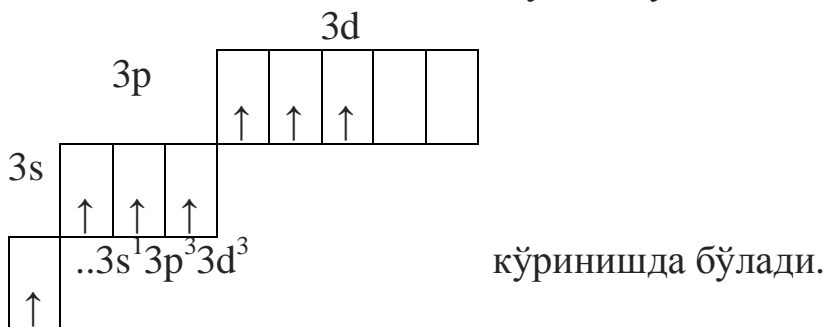 3d
3p
↑ ↑ ↑
3s
↑ ↑ ↑
..3s¹3p³3d³ кўринишда бўлади.
↑